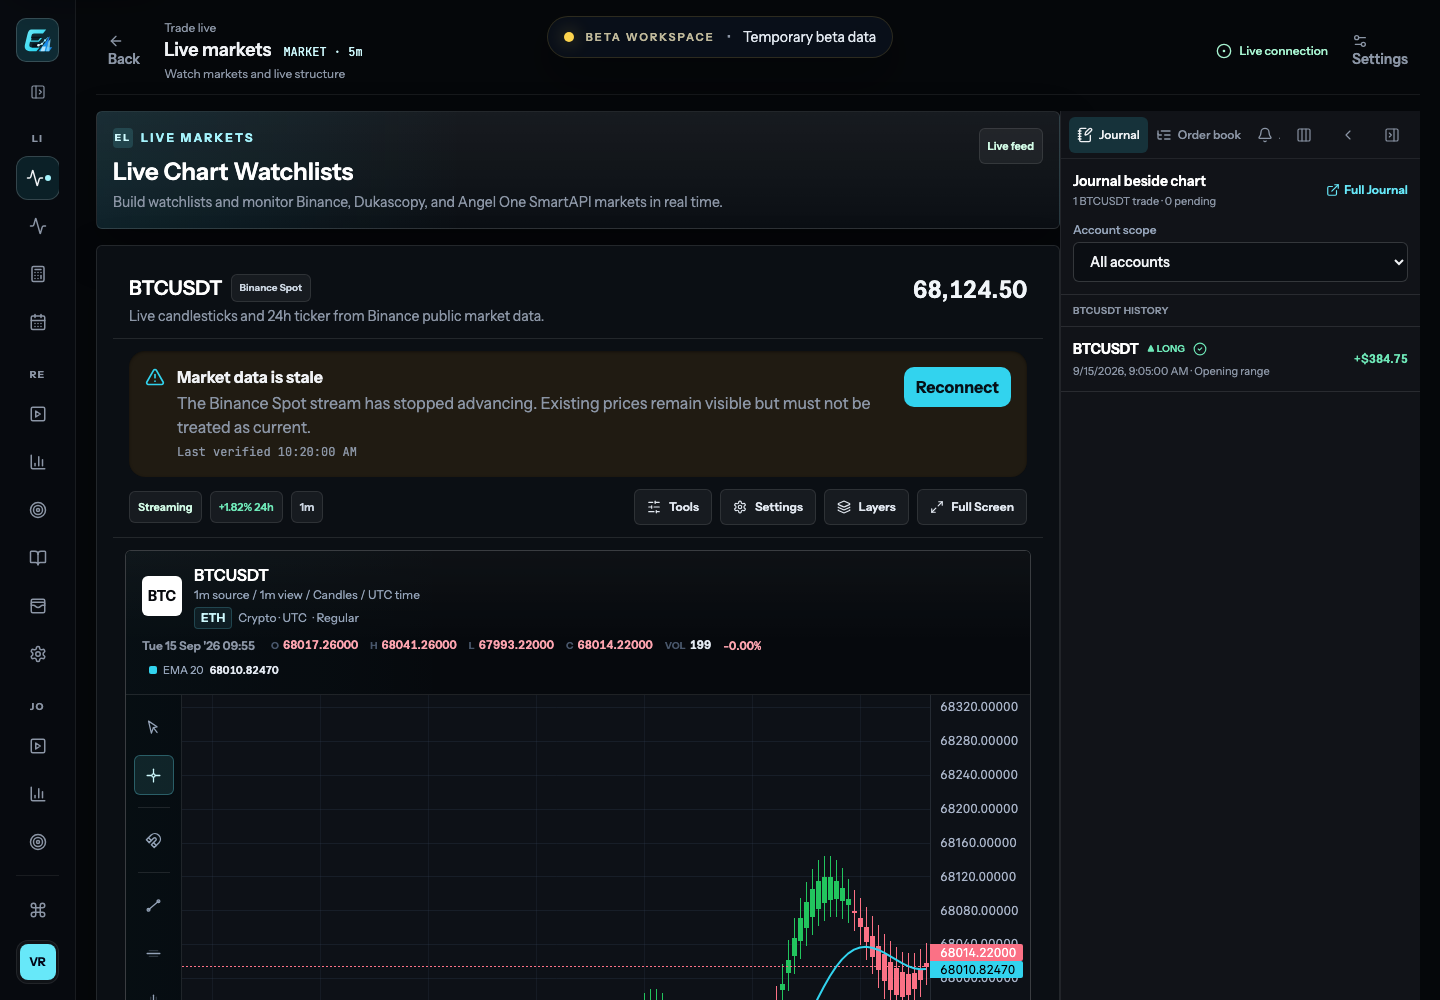 LI
RE
JO
VR
Back
Trade live
Live markets MARKET · 5m
Watch markets and live structure
BETA WORKSPACE · Temporary beta data
Live connection
Settings
EL LIVE MARKETS
Live Chart Watchlists
Build watchlists and monitor Binance, Dukascopy, and Angel One SmartAPI markets in real time.
Live feed
BTCUSDT Binance Spot
68,124.50
Live candlesticks and 24h ticker from Binance public market data.
Market data is stale
The Binance Spot stream has stopped advancing. Existing prices remain visible but must not be
treated as current.
Last verified 10:20:00 AM
Reconnect
Streaming +1.82% 24h 1m
Tools Settings Layers Full Screen
BTC
BTCUSDT
1m source / 1m view / Candles / UTC time
ETH Crypto · UTC · Regular
Tue 15 Sep '26 09:55 O 68017.26000 H 68041.26000 L 67993.22000 C 68014.22000 VOL 199 -0.00%
EMA 20 68010.82470
68320.00000
68280.00000
68240.00000
68200.00000
68160.00000
68120.00000
68080.00000
68040.00000
68014.22000
68010.82470
68000.00000
Journal Order book
Journal beside chart
1 BTCUSDT trade · 0 pending
Full Journal
Account scope
All accounts
BTCUSDT HISTORY
BTCUSDT LONG
9/15/2026, 9:05:00 AM · Opening range
+$384.75